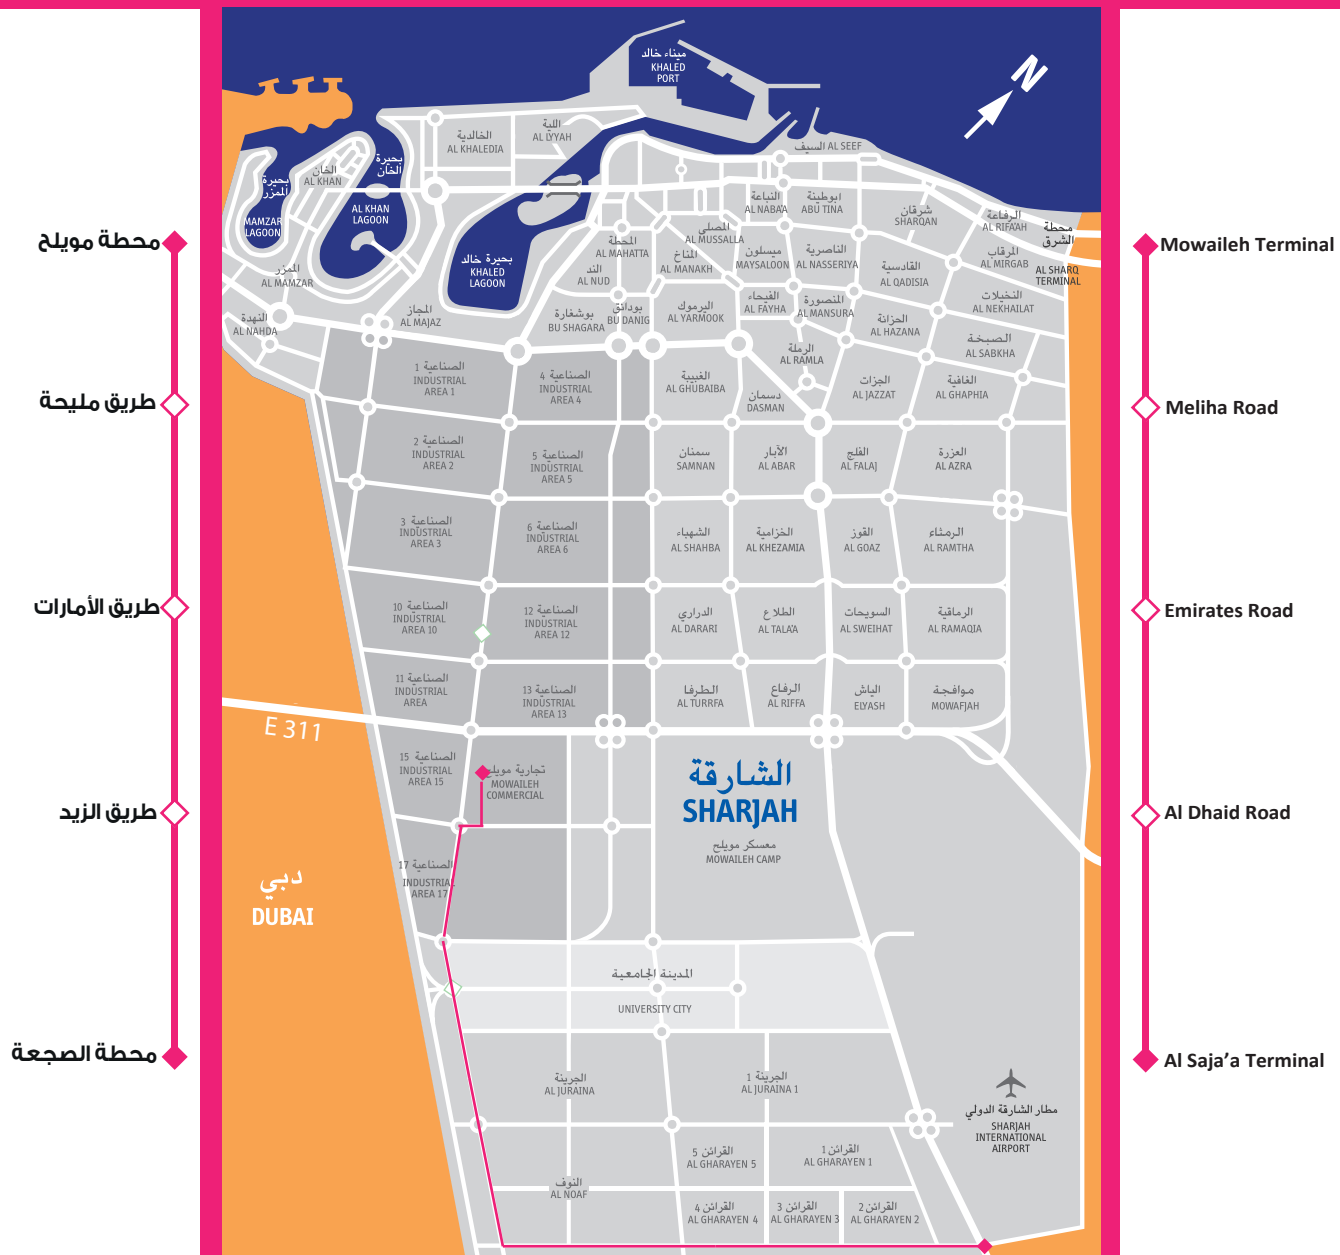 محطة مويلح
طريق مليحة
طريق الأمارات
طريق الزيد
محطة الصجعة
ميناء خالد
KHALED
PORT
N
الخالدية
AL KHALEDIA
اللية
AL LYYAH
السيف AL SEEF
بحيرة
الخان
AL KHAN
LAGOON
الخان
AL KHAN
بحيرة
الممزر
MAMZAR
LAGOON
بحيرة خالد
KHALED
LAGOON
النباعة
AL NABA'A
ابوطينة
ABU TINA
شرقان
SHARQAN
الرفاعة
AL RIFA'AH
محطة
الشرق
AL SHARQ
TERMINAL
المصلى
AL MUSSALLA
المحطة
AL MAHATTA
المناخ
AL MANAKH
ميسلون
MAYSALOON
الناصرية
AL NASSERIYA
القادسية
AL QADISIA
المرقاب
AL MIRGAB
الممزر
AL MAMZAR
الند
AL NUD
النهدة
AL NAHDA
المجاز
AL MAJAZ
بوشغارة
BU SHAGARA
بودانق
BU DANIG
اليرموك
AL YARMOOK
الفيحاء
AL FAYHA
المنصورة
AL MANSURA
الحزانة
AL HAZANA
النخيلات
AL NEKHAILAT
الرملة
AL RAMLA
الصبخة
AL SABKHA
الصناعية 1
INDUSTRIAL
AREA 1
الصناعية 4
INDUSTRIAL
AREA 4
الغبيبة
AL GHUBAIBA
دسمان
DASMAN
الجزات
AL JAZZAT
الغافية
AL GHAPHIA
الصناعية 2
INDUSTRIAL
AREA 2
الصناعية 5
INDUSTRIAL
AREA 5
سمنان
SAMNAN
الآبار
AL ABAR
الفلج
AL FALAJ
العزرة
AL AZRA
الصناعية 3
INDUSTRIAL
AREA 3
الصناعية 6
INDUSTRIAL
AREA 6
الشهباء
AL SHAHBA
الخزامية
AL KHEZAMIA
القوز
AL GOAZ
الرمثاء
AL RAMTHA
الصناعية 10
INDUSTRIAL
AREA 10
الصناعية 12
INDUSTRIAL
AREA 12
الدراري
AL DARARI
الطلاع
AL TALA'A
السويحات
AL SWEIHAT
الرماقية
AL RAMAQIA
الصناعية 11
INDUSTRIAL
AREA
الصناعية 13
INDUSTRIAL
AREA 13
الطرفا
AL TURRFA
الرفاع
AL RIFFA
الياش
ELYASH
موافجة
MOWAFJAH
E 311
الصناعية 15
INDUSTRIAL
AREA 15
تجارية مويلح
MOWAILEH
COMMERCIAL
الشارقة
SHARJAH
معسكر مويلح
MOWAILEH CAMP
الصناعية 17
INDUSTRIAL
AREA 17
دبي
DUBAI
المدينة الجامعية
UNIVERSITY CITY
الجرينة
AL JURAINA
الجرينة 1
AL JURAINA 1
مطار الشارقة الدولي
SHARJAH
INTERNATIONAL
AIRPORT
القرائن 5
AL GHARAYEN 5
القرائن 1
AL GHARAYEN 1
النوف
AL NOAF
القرائن 4
AL GHARAYEN 4
القرائن 3
AL GHARAYEN 3
القرائن 2
AL GHARAYEN 2
Mowaileh Terminal
Meliha Road
Emirates Road
Al Dhaid Road
Al Saja'a Terminal